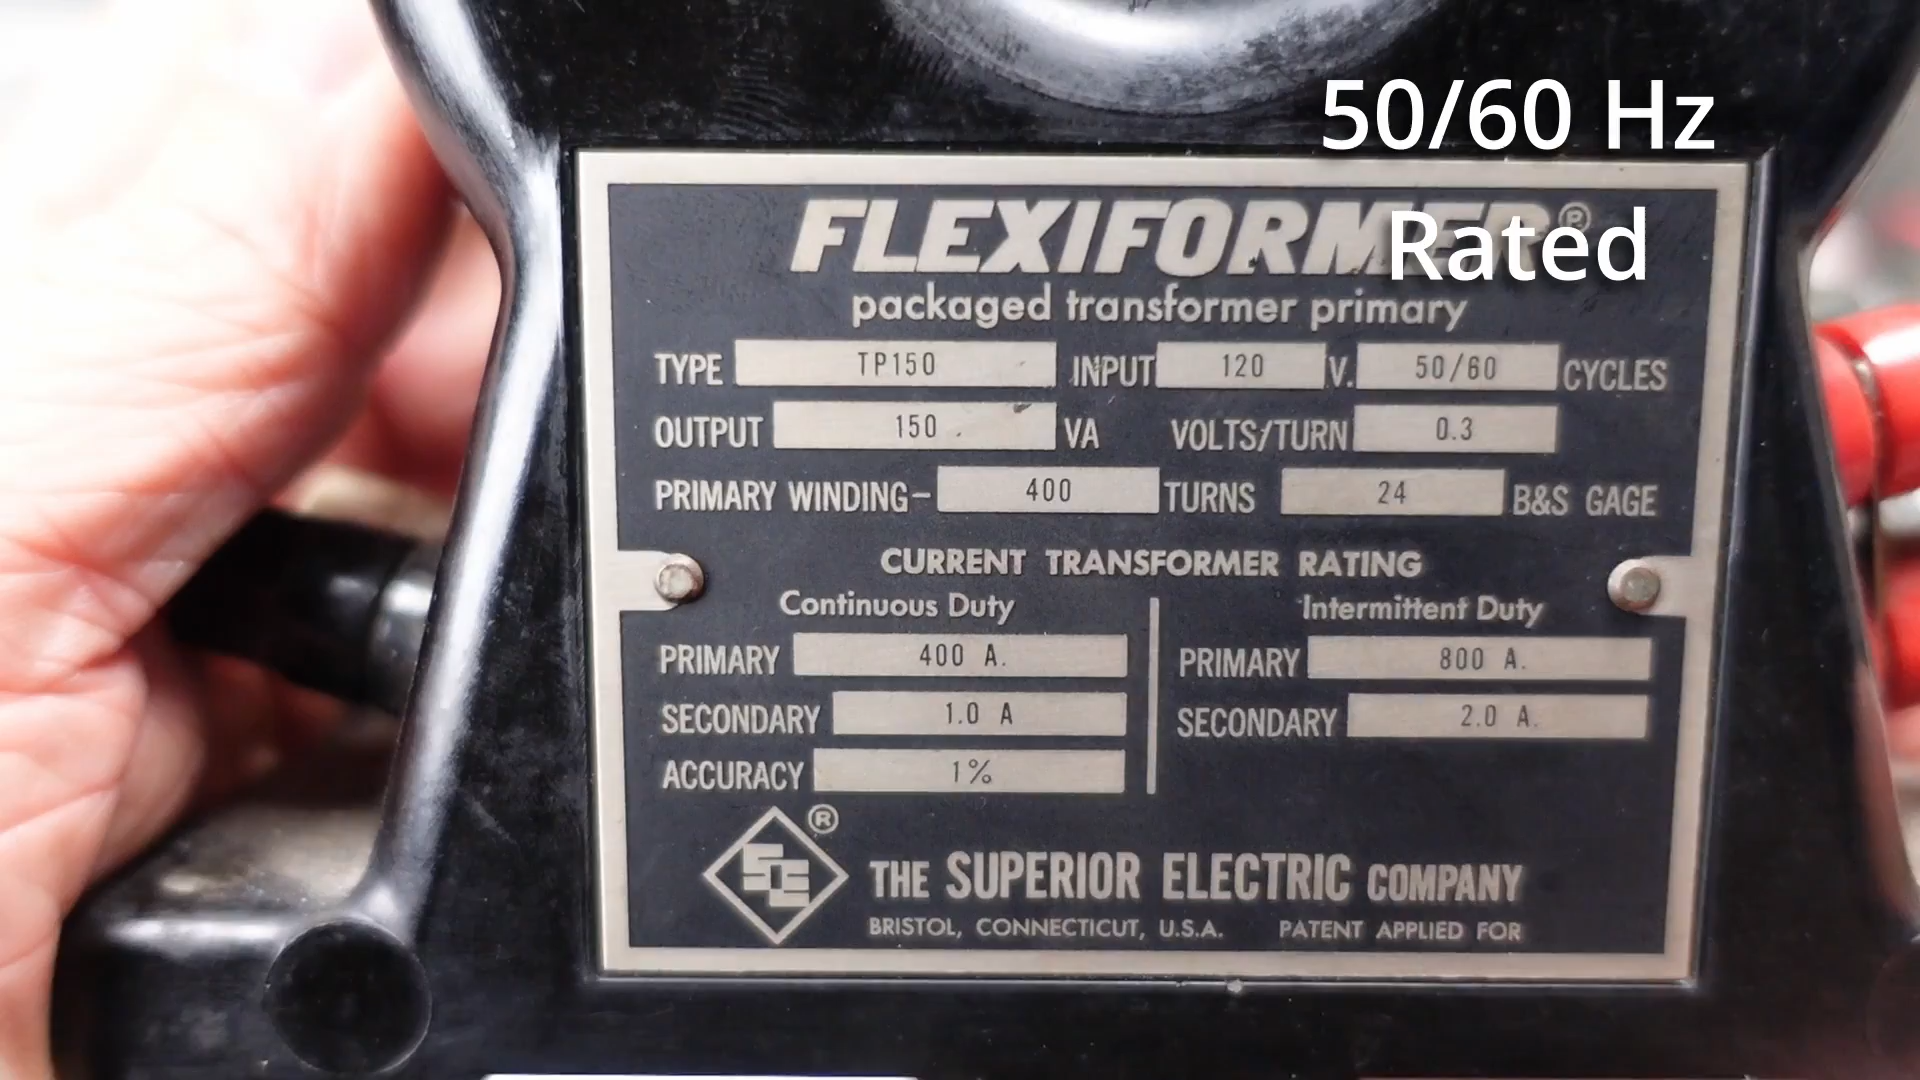 50/60 Hz
Rated
FLEXIFORMER®
packaged transformer primary
TYPE TP150 INPUT 120 V. 50/60 CYCLES
OUTPUT 150 VA VOLTS/TURN 0.3
PRIMARY WINDING- 400 TURNS 24 B&S GAGE
CURRENT TRANSFORMER RATING
Continuous Duty
PRIMARY 400 A.
SECONDARY 1.0 A
ACCURACY 1%
Intermittent Duty
PRIMARY 800 A.
SECONDARY 2.0 A.
SE ®
THE SUPERIOR ELECTRIC COMPANY
BRISTOL, CONNECTICUT, U.S.A. PATENT APPLIED FOR